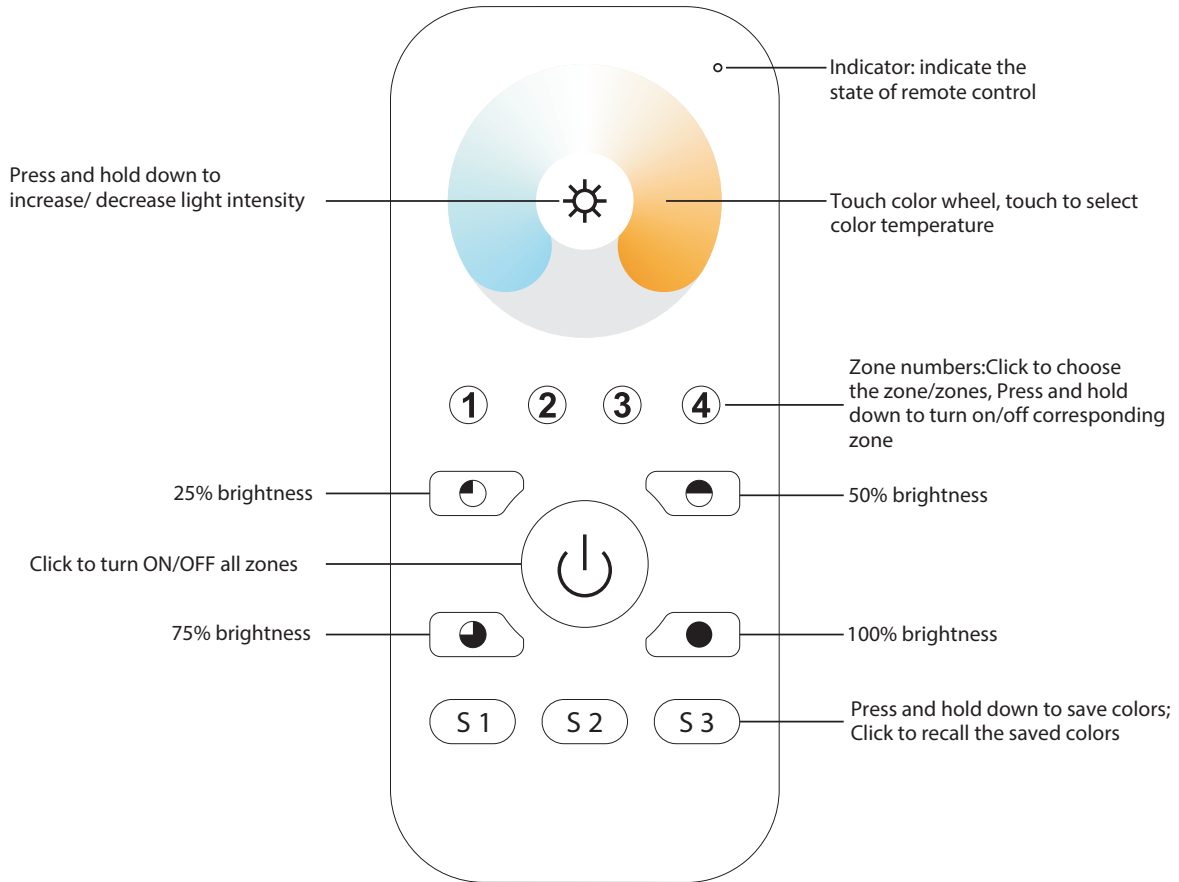 Indicator: indicate the
state of remote control
Press and hold down to
increase/ decrease light intensity
Touch color wheel, touch to select
color temperature
Zone numbers:Click to choose
the zone/zones, Press and hold
down to turn on/off corresponding
zone
1 2 3 4
25% brightness
50% brightness
Click to turn ON/OFF all zones
75% brightness
100% brightness
S 1 S 2 S 3
Press and hold down to save colors;
Click to recall the saved colors